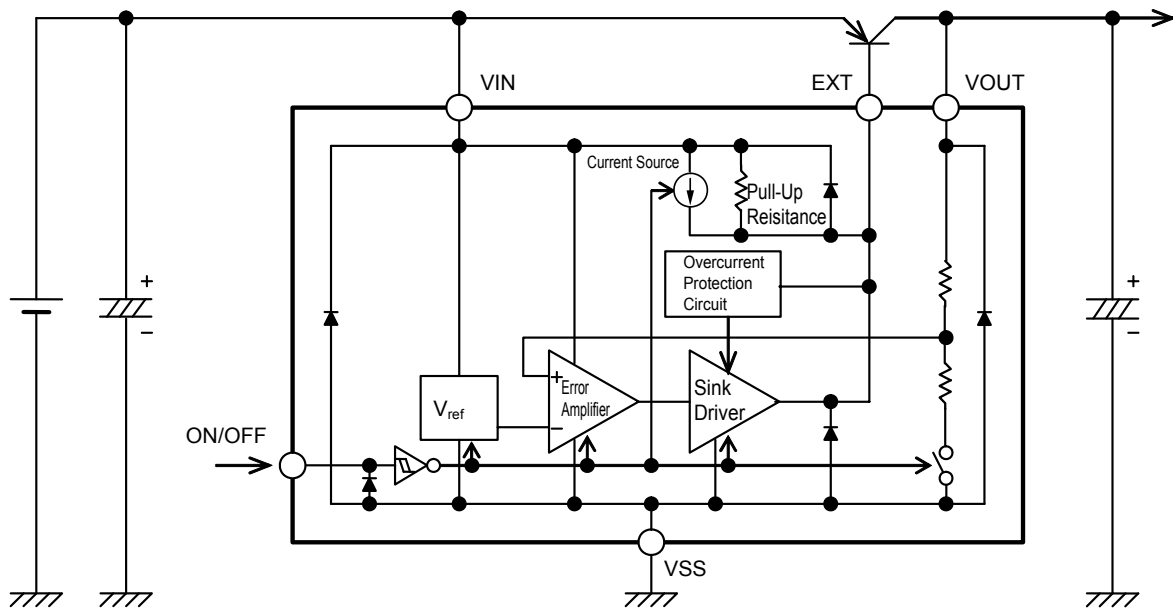 VIN
EXT
VOUT
Current Source
Pull-Up
Reisitance
Overcurrent
Protection
Circuit
+
−
+
−
+
Error
Amplifier
−
Sink
Driver
Vref
ON/OFF
VSS